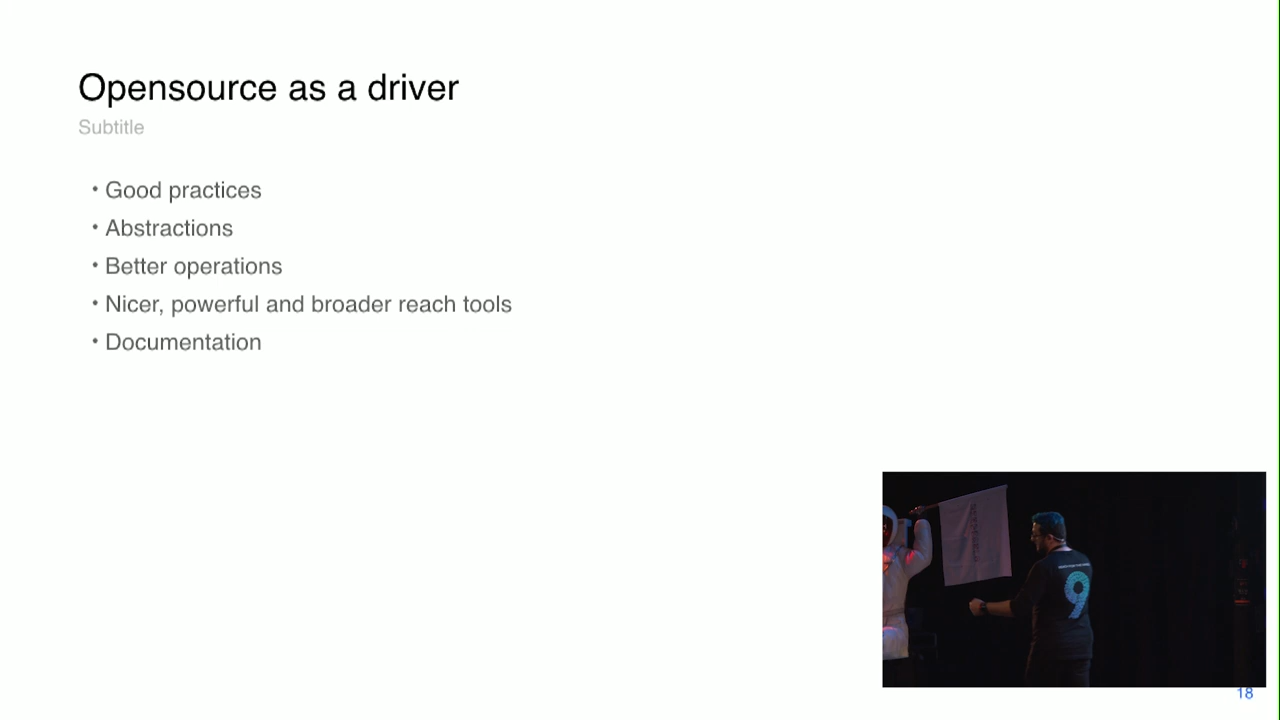 Opensource as a driver
Subtitle
• Good practices
• Abstractions
• Better operations
• Nicer, powerful and broader reach tools
• Documentation
9
18